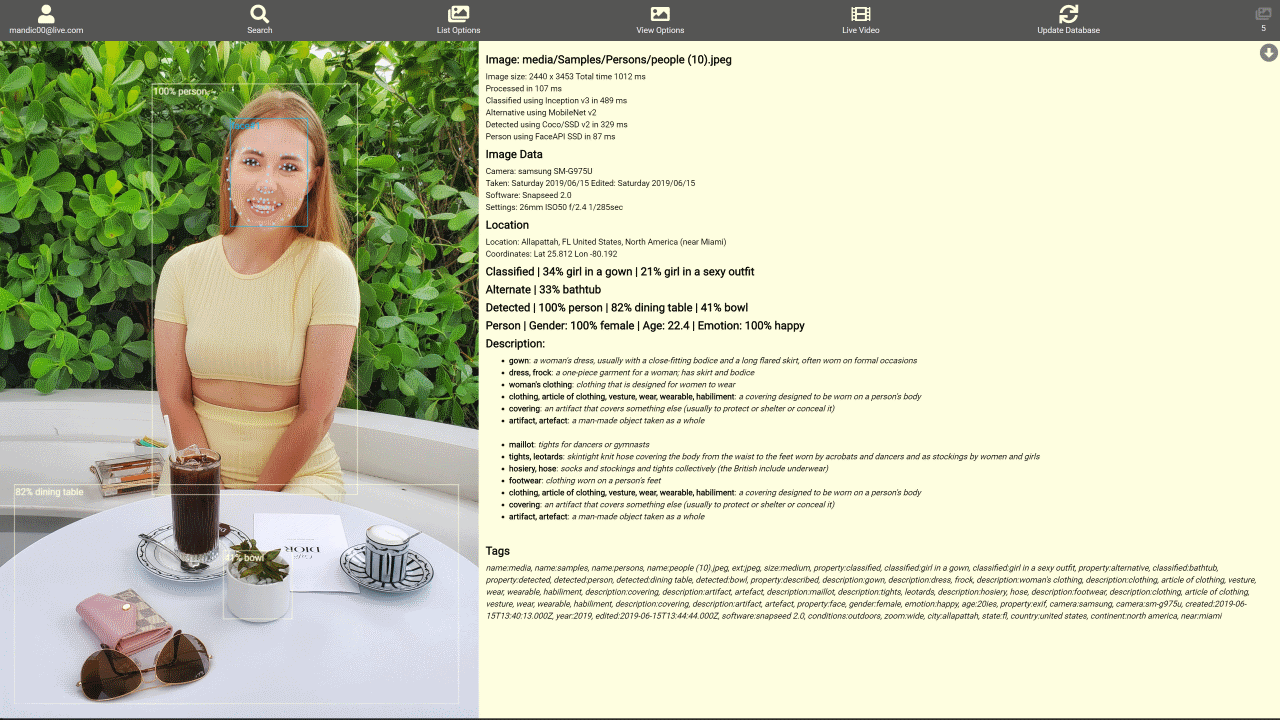 mandic00@live.com
Search
List Options
View Options
Live Video
Update Database
5
100% person
82% dining table
41% bowl
DIOR
Image: media/Samples/Persons/people (10).jpeg
Image size: 2440 x 3453 Total time 1012 ms
Processed in 107 ms
Classified using Inception v3 in 489 ms
Alternative using MobileNet v2
Detected using Coco/SSD v2 in 329 ms
Person using FaceAPI SSD in 87 ms
Image Data
Camera: samsung SM-G975U
Taken: Saturday 2019/06/15 Edited: Saturday 2019/06/15
Software: Snapseed 2.0
Settings: 26mm ISO50 f/2.4 1/285sec
Location
Location: Allapattah, FL United States, North America (near Miami)
Coordinates: Lat 25.812 Lon -80.192
Classified | 34% girl in a gown | 21% girl in a sexy outfit
Alternate | 33% bathtub
Detected | 100% person | 82% dining table | 41% bowl
Person | Gender: 100% female | Age: 22.4 | Emotion: 100% happy
Description:
• gown: a woman's dress, usually with a close-fitting bodice and a long flared skirt, often worn on formal occasions
• dress, frock: a one-piece garment for a woman; has skirt and bodice
• woman's clothing: clothing that is designed for women to wear
• clothing, article of clothing, vesture, wear, wearable, habiliment: a covering designed to be worn on a person's body
• covering: an artifact that covers something else (usually to protect or shelter or conceal it)
• artifact, artefact: a man-made object taken as a whole
• maillot: tights for dancers or gymnasts
• tights, leotards: skintight knit hose covering the body from the waist to the feet worn by acrobats and dancers and as stockings by women and girls
• hosiery, hose: socks and stockings and tights collectively (the British include underwear)
• footwear: clothing worn on a person's feet
• clothing, article of clothing, vesture, wear, wearable, habiliment: a covering designed to be worn on a person's body
• covering: an artifact that covers something else (usually to protect or shelter or conceal it)
• artifact, artefact: a man-made object taken as a whole
Tags
name:media, name:samples, name:persons, name:people (10).jpeg, ext:jpeg, size:medium, property:classified, classified:girl in a gown, classified:girl in a sexy outfit, property:alternative, classified:bathtub,
property:detected, detected:person, detected:dining table, detected:bowl, property:described, description:gown, description:dress, frock, description:woman's clothing, description:clothing, article of clothing, vesture,
wear, wearable, habiliment, description:covering, description:artifact, artefact, description:maillot, description:tights, leotards, description:hosiery, hose, description:footwear, description:clothing, article of clothing,
vesture, wear, wearable, habiliment, description:covering, description:artifact, artefact, property:face, gender:female, emotion:happy, age:20ies, property:exif, camera:samsung, camera:sm-g975u, created:2019-06-
15T13:40:13.000Z, year:2019, edited:2019-06-15T13:44:44.000Z, software:snapseed 2.0, conditions:outdoors, zoom:wide, city:allapattah, state:fl, country:united states, continent:north america, near:miami